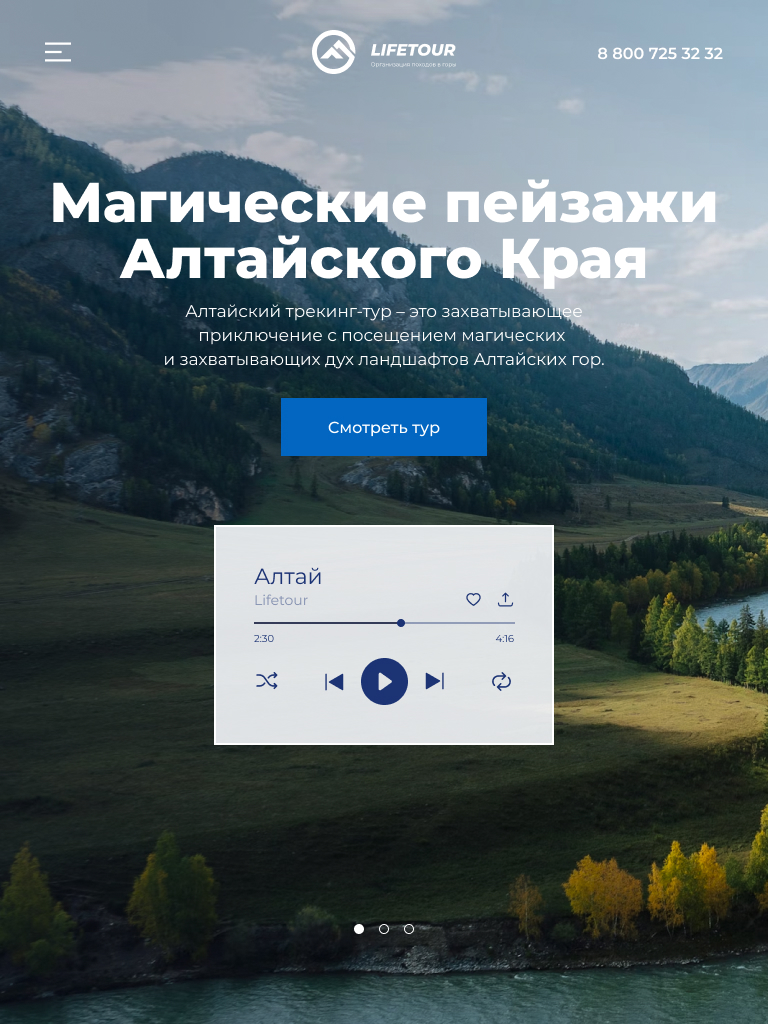 LIFETOUR
Организация походов в горы
8 800 725 32 32
Магические пейзажи
Алтайского Края
Алтайский трекинг-тур – это захватывающее
приключение с посещением магических
и захватывающих дух ландшафтов Алтайских гор.
Смотреть тур
Алтай
Lifetour
2:30
4:16